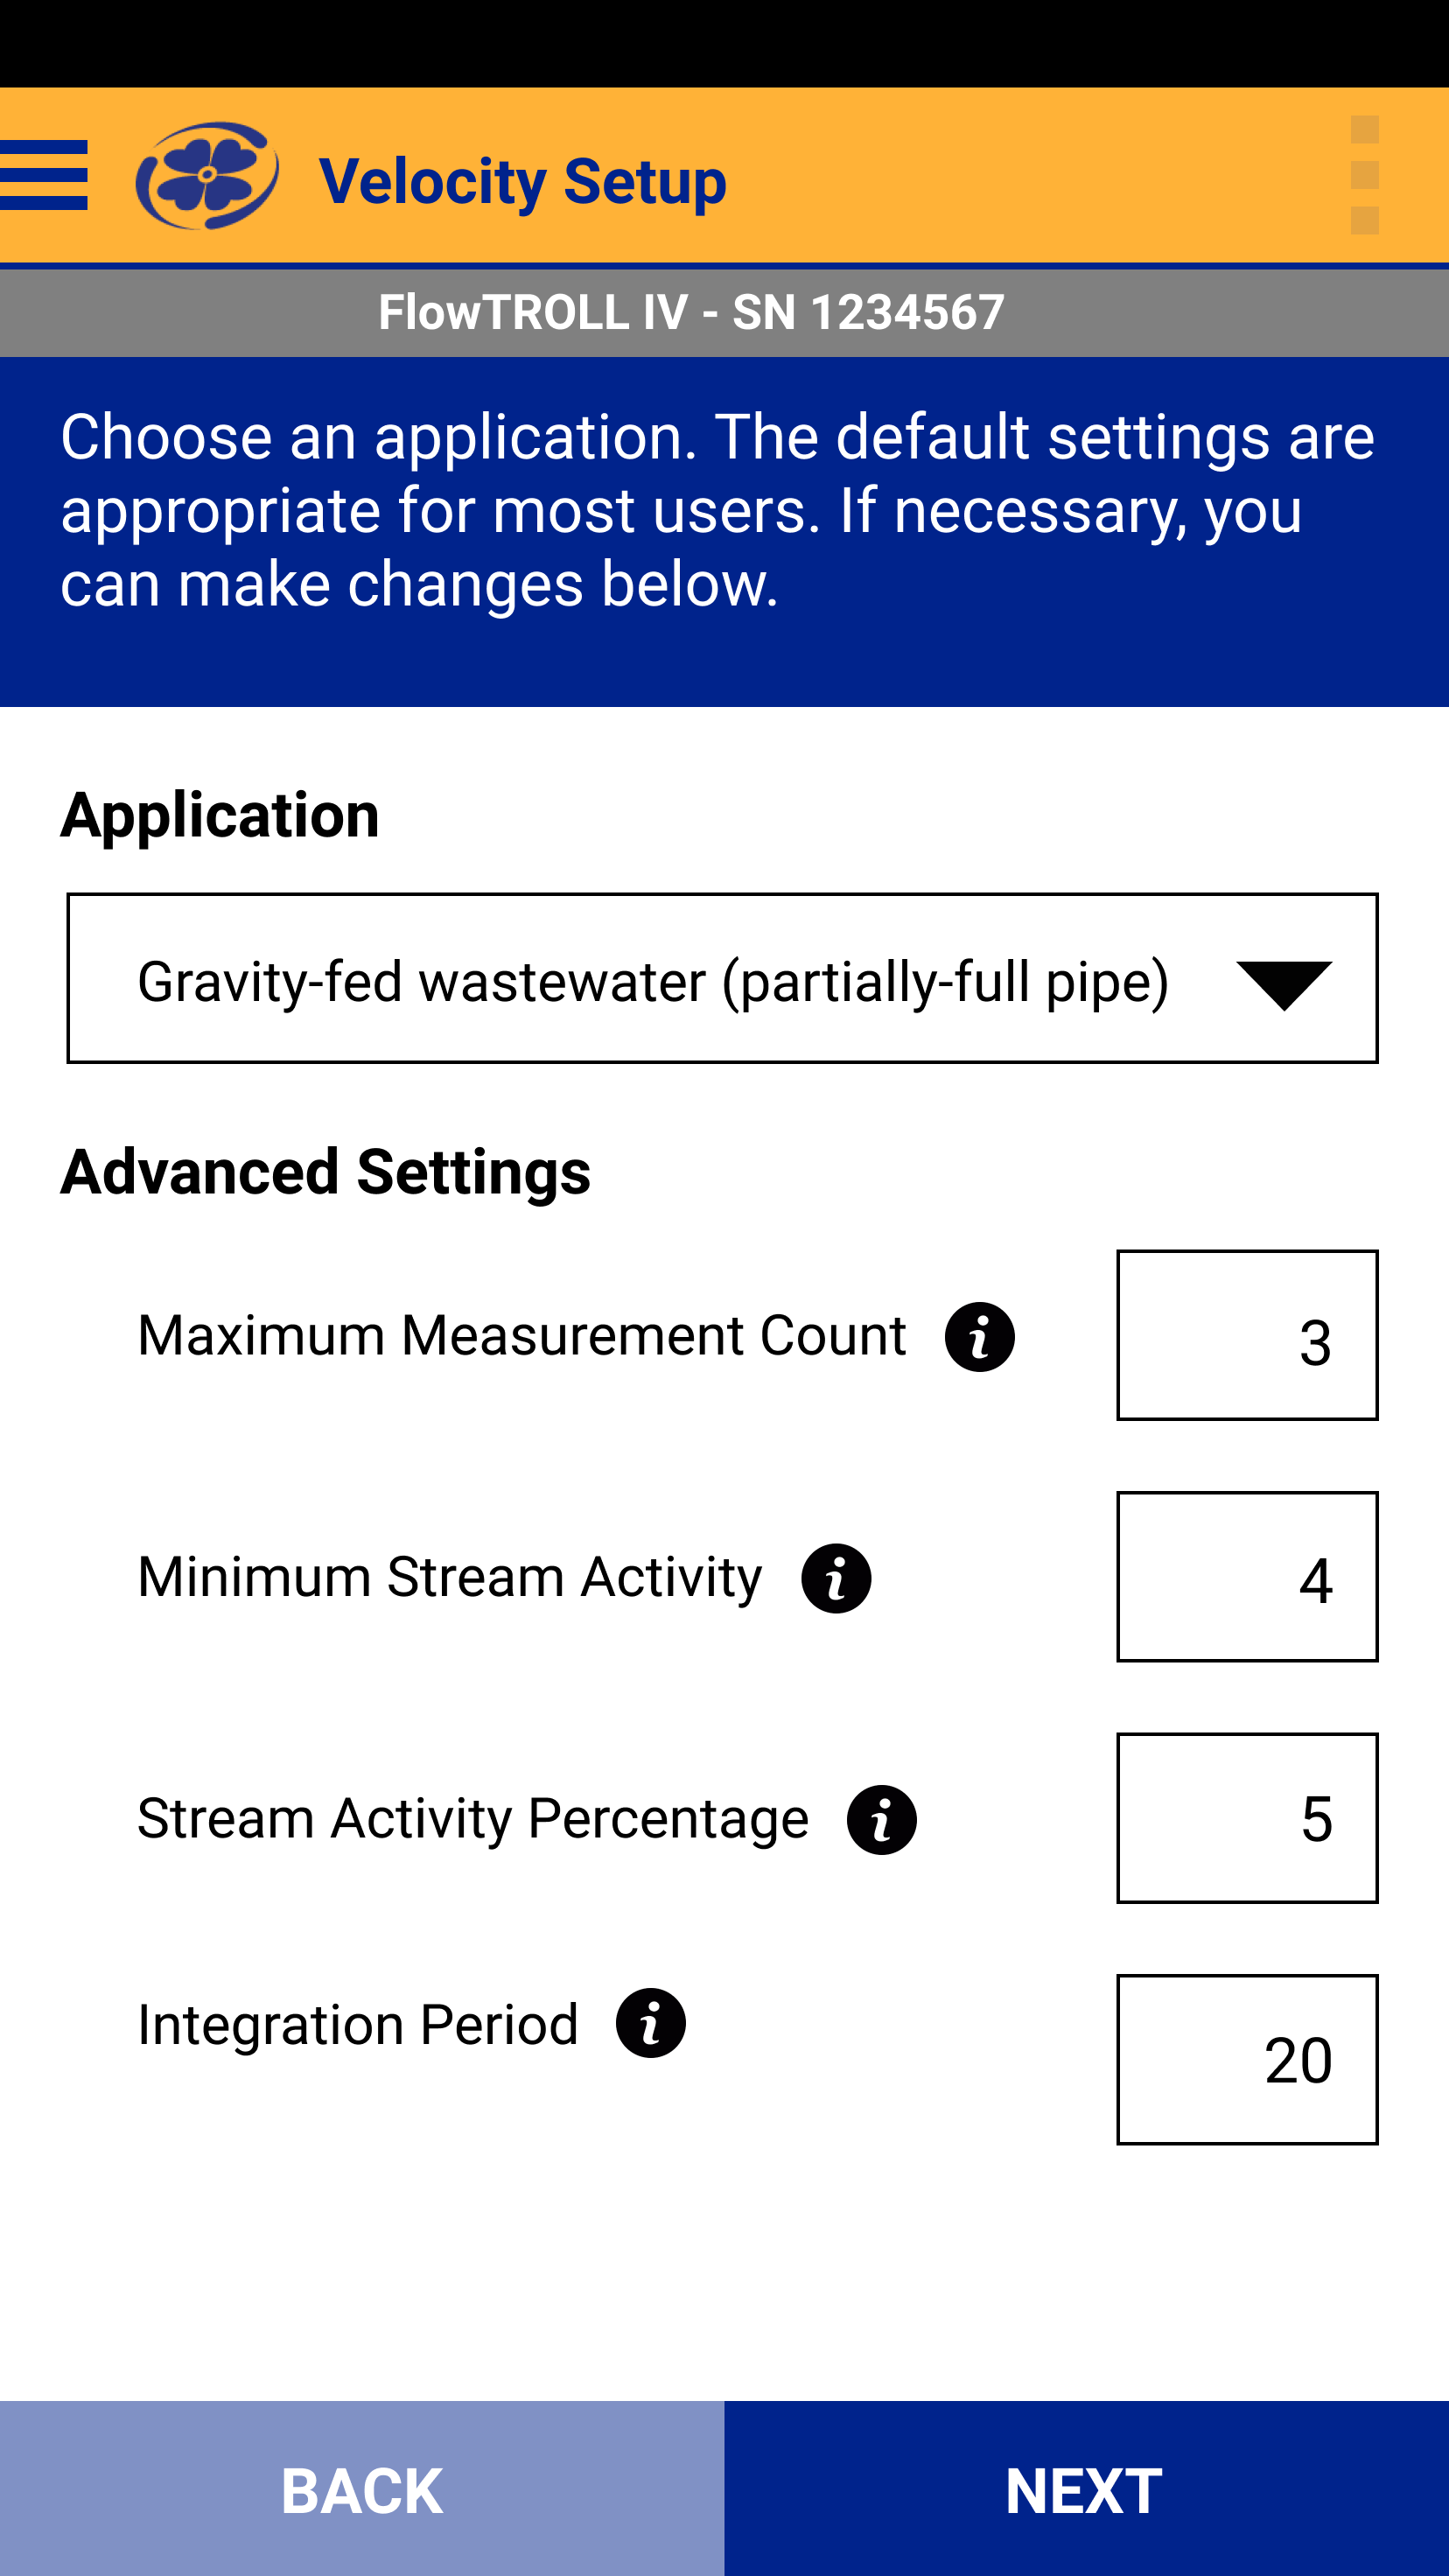 Velocity Setup
FlowTROLL IV - SN 1234567
Choose an application. The default settings are
appropriate for most users. If necessary, you
can make changes below.
Application
Gravity-fed wastewater (partially-full pipe)
Advanced Settings
Maximum Measurement Count i 3
Minimum Stream Activity i 4
Stream Activity Percentage i 5
Integration Period i 20
BACK NEXT